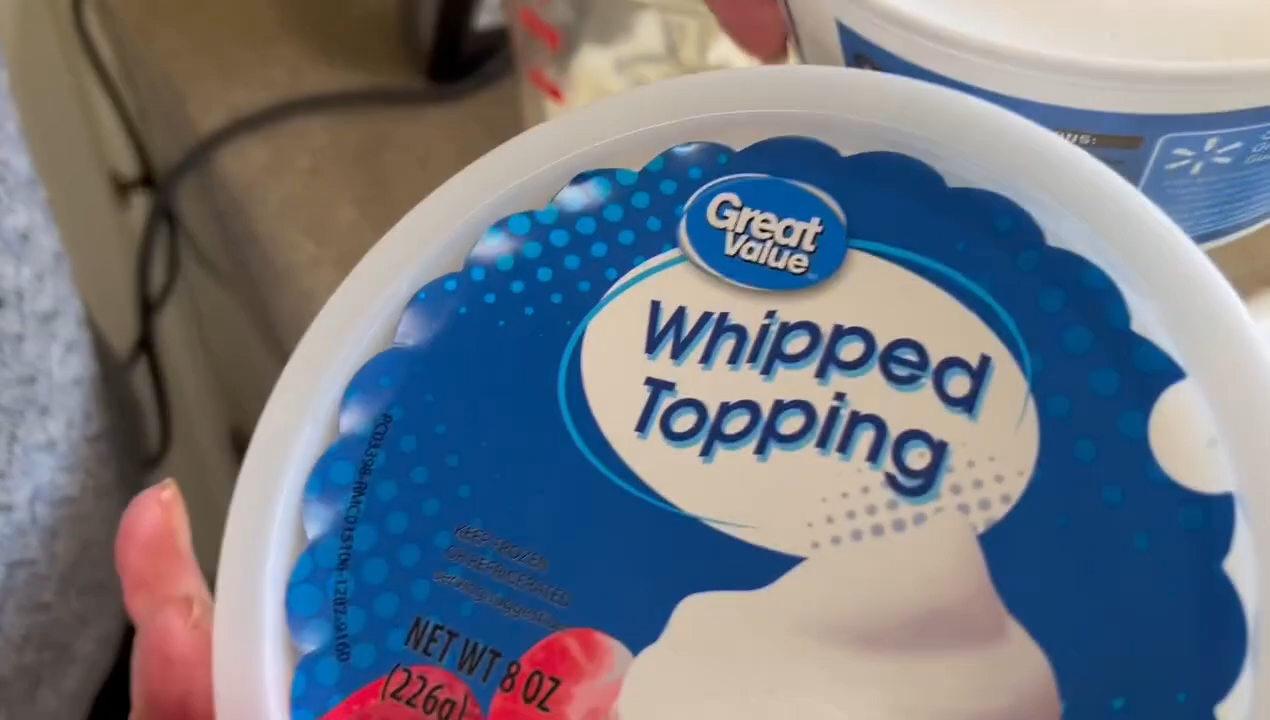 Great
Value
Whipped
Topping
KEEP FROZEN
OR REFRIGERATED
NET WT 8 OZ
(226g)